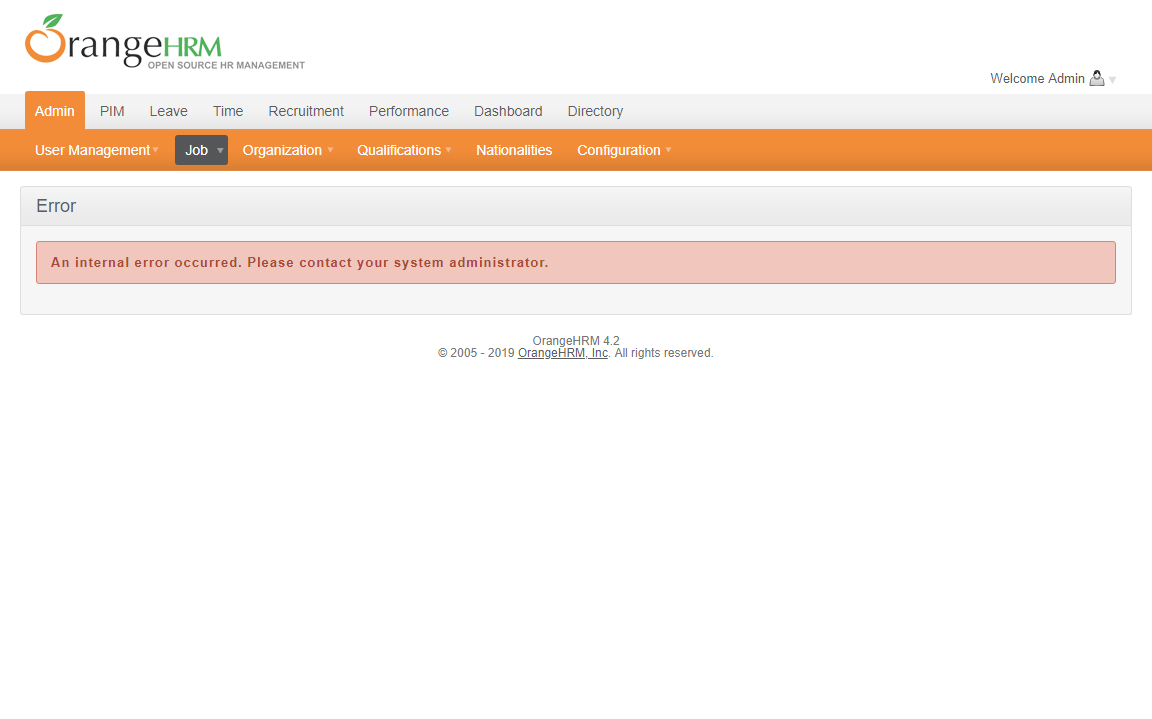 OrangeHRM
OPEN SOURCE HR MANAGEMENT
Welcome Admin
Admin PIM Leave Time Recruitment Performance Dashboard Directory
User Management Job Organization Qualifications Nationalities Configuration
Error
An internal error occurred. Please contact your system administrator.
OrangeHRM 4.2
© 2005 - 2019 OrangeHRM, Inc. All rights reserved.